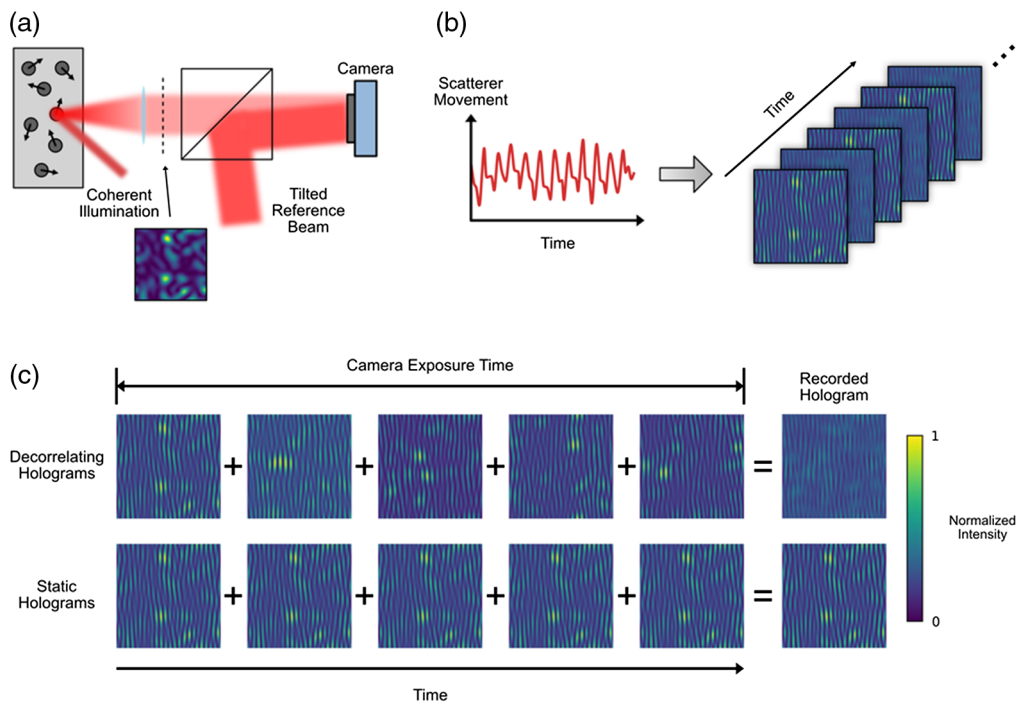 (a)
Camera
Coherent
Illumination
Tilted
Reference
Beam
(b)
Scatterer
Movement
Time
Time
(c)
Camera Exposure Time
Recorded
Hologram
Decorrelating
Holograms
+ + + + =
1
Normalized
Intensity
0
Static
Holograms
+ + + + =
Time